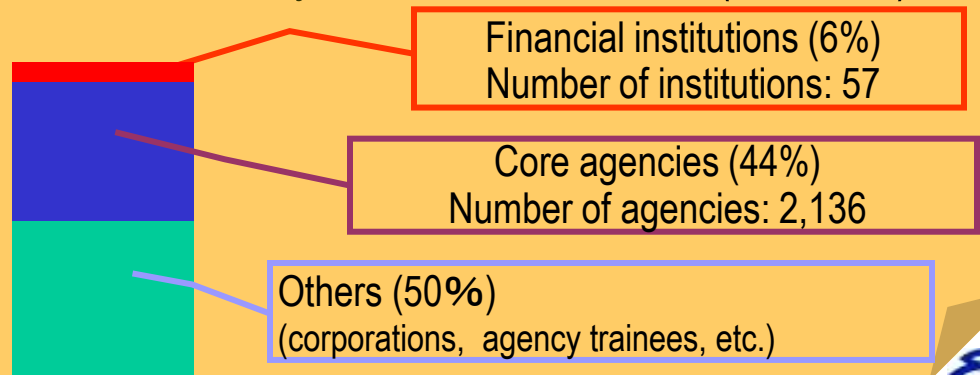 Financial institutions (6%)
Number of institutions: 57
Core agencies (44%)
Number of agencies: 2,136
Others (50%)
(corporations, agency trainees, etc.)